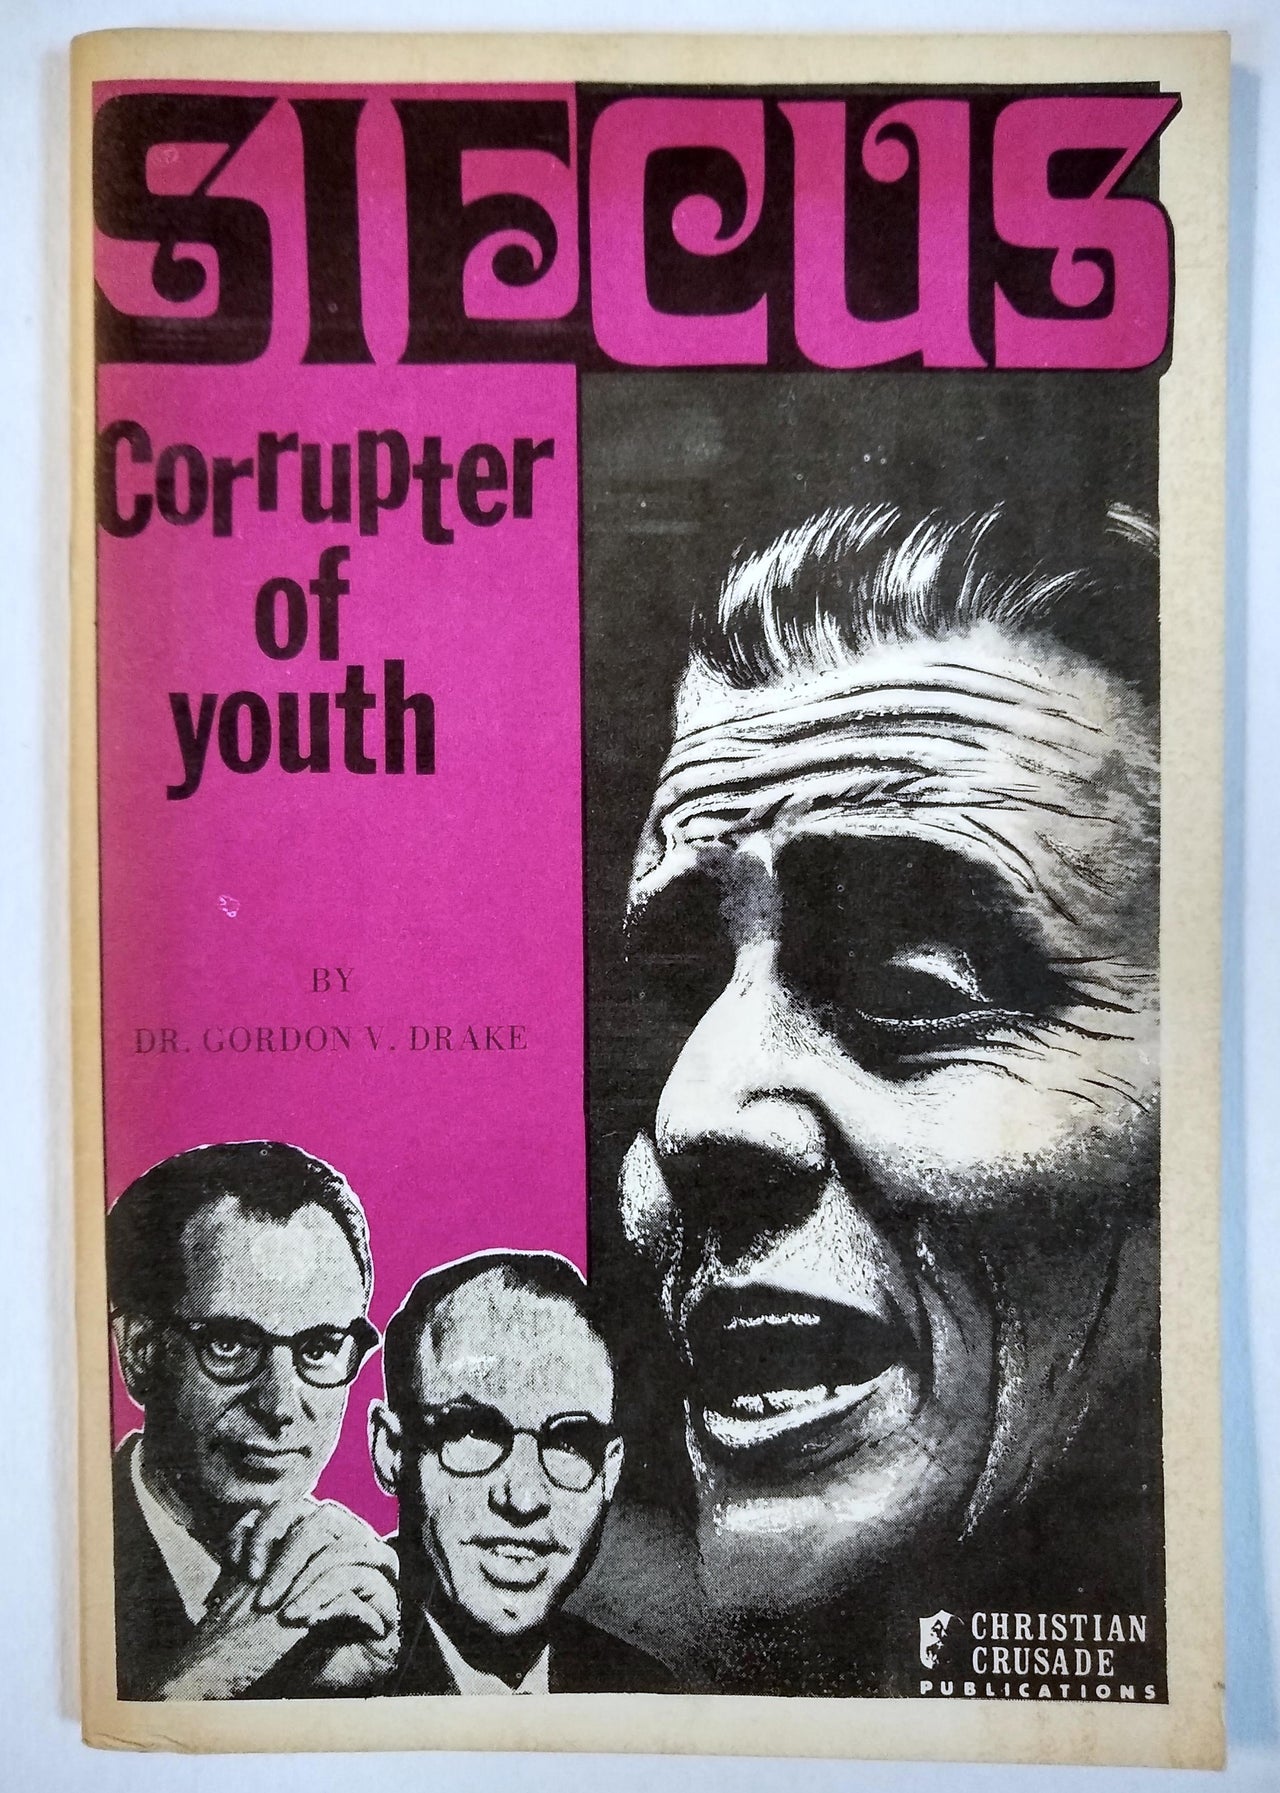 SIECUS
Corrupter
of
youth
BY
DR. GORDON V. DRAKE
CHRISTIAN
CRUSADE
PUBLICATIONS